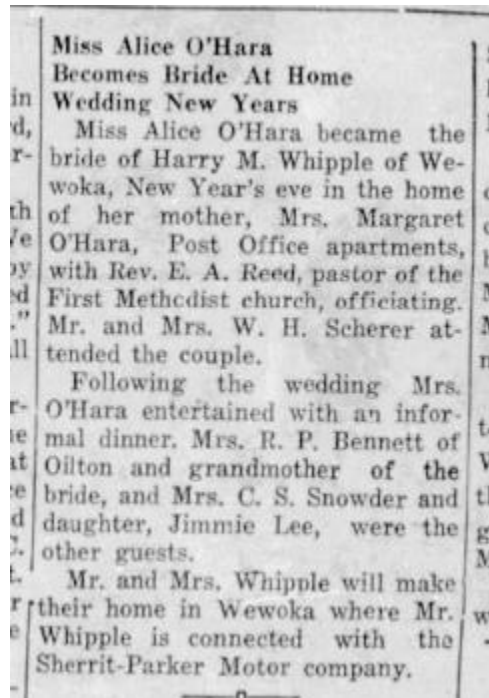 Miss Alice O'Hara
Becomes Bride At Home
Wedding New Years
Miss Alice O'Hara became the
bride of Harry M. Whipple of We-
woka, New Year's eve in the home
of her mother, Mrs. Margaret
O'Hara, Post Office apartments,
with Rev. E. A. Reed, pastor of the
First Methodist church, officiating.
Mr. and Mrs. W. H. Scherer at-
tended the couple.
Following the wedding Mrs.
O'Hara entertained with an infor-
mal dinner. Mrs. R. P. Bennett of
Oilton and grandmother of the
bride, and Mrs. C. S. Snowder and
daughter, Jimmie Lee, were the
other guests.
Mr. and Mrs. Whipple will make
their home in Wewoka where Mr.
Whipple is connected with the
Sherrit-Parker Motor company.